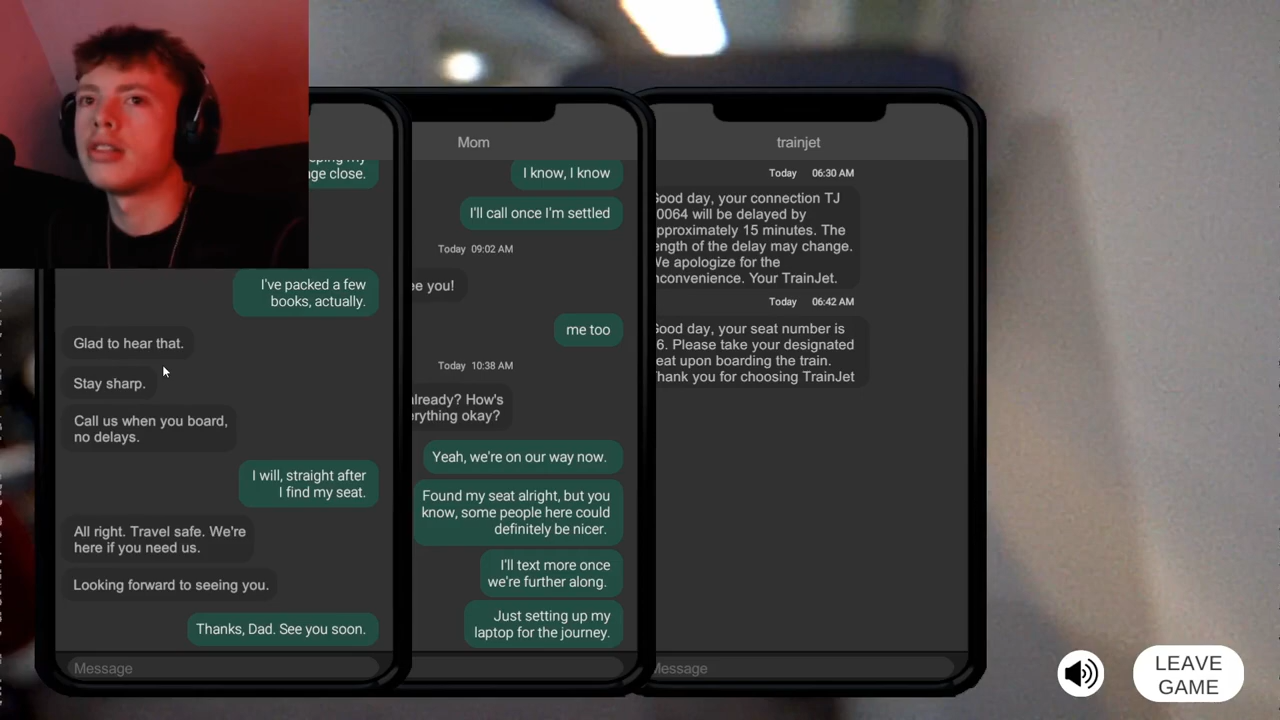 age close.
I've packed a few
books, actually.
Glad to hear that.
Stay sharp.
Call us when you board,
no delays.
I will, straight after
I find my seat.
All right. Travel safe. We're
here if you need us.
Looking forward to seeing you.
Thanks, Dad. See you soon.
Message
Mom
I know, I know
I'll call once I'm settled
Today 09:02 AM
ee you!
me too
Today 10:38 AM
already? How's
erything okay?
Yeah, we're on our way now.
Found my seat alright, but you
know, some people here could
definitely be nicer.
I'll text more once
we're further along.
Just setting up my
laptop for the journey.
trainjet
Today 06:30 AM
Good day, your connection TJ
0064 will be delayed by
approximately 15 minutes. The
length of the delay may change.
We apologize for the
nconvenience. Your TrainJet.
Today 06:42 AM
Good day, your seat number is
6. Please take your designated
eat upon boarding the train.
Thank you for choosing TrainJet
Message
LEAVE
GAME